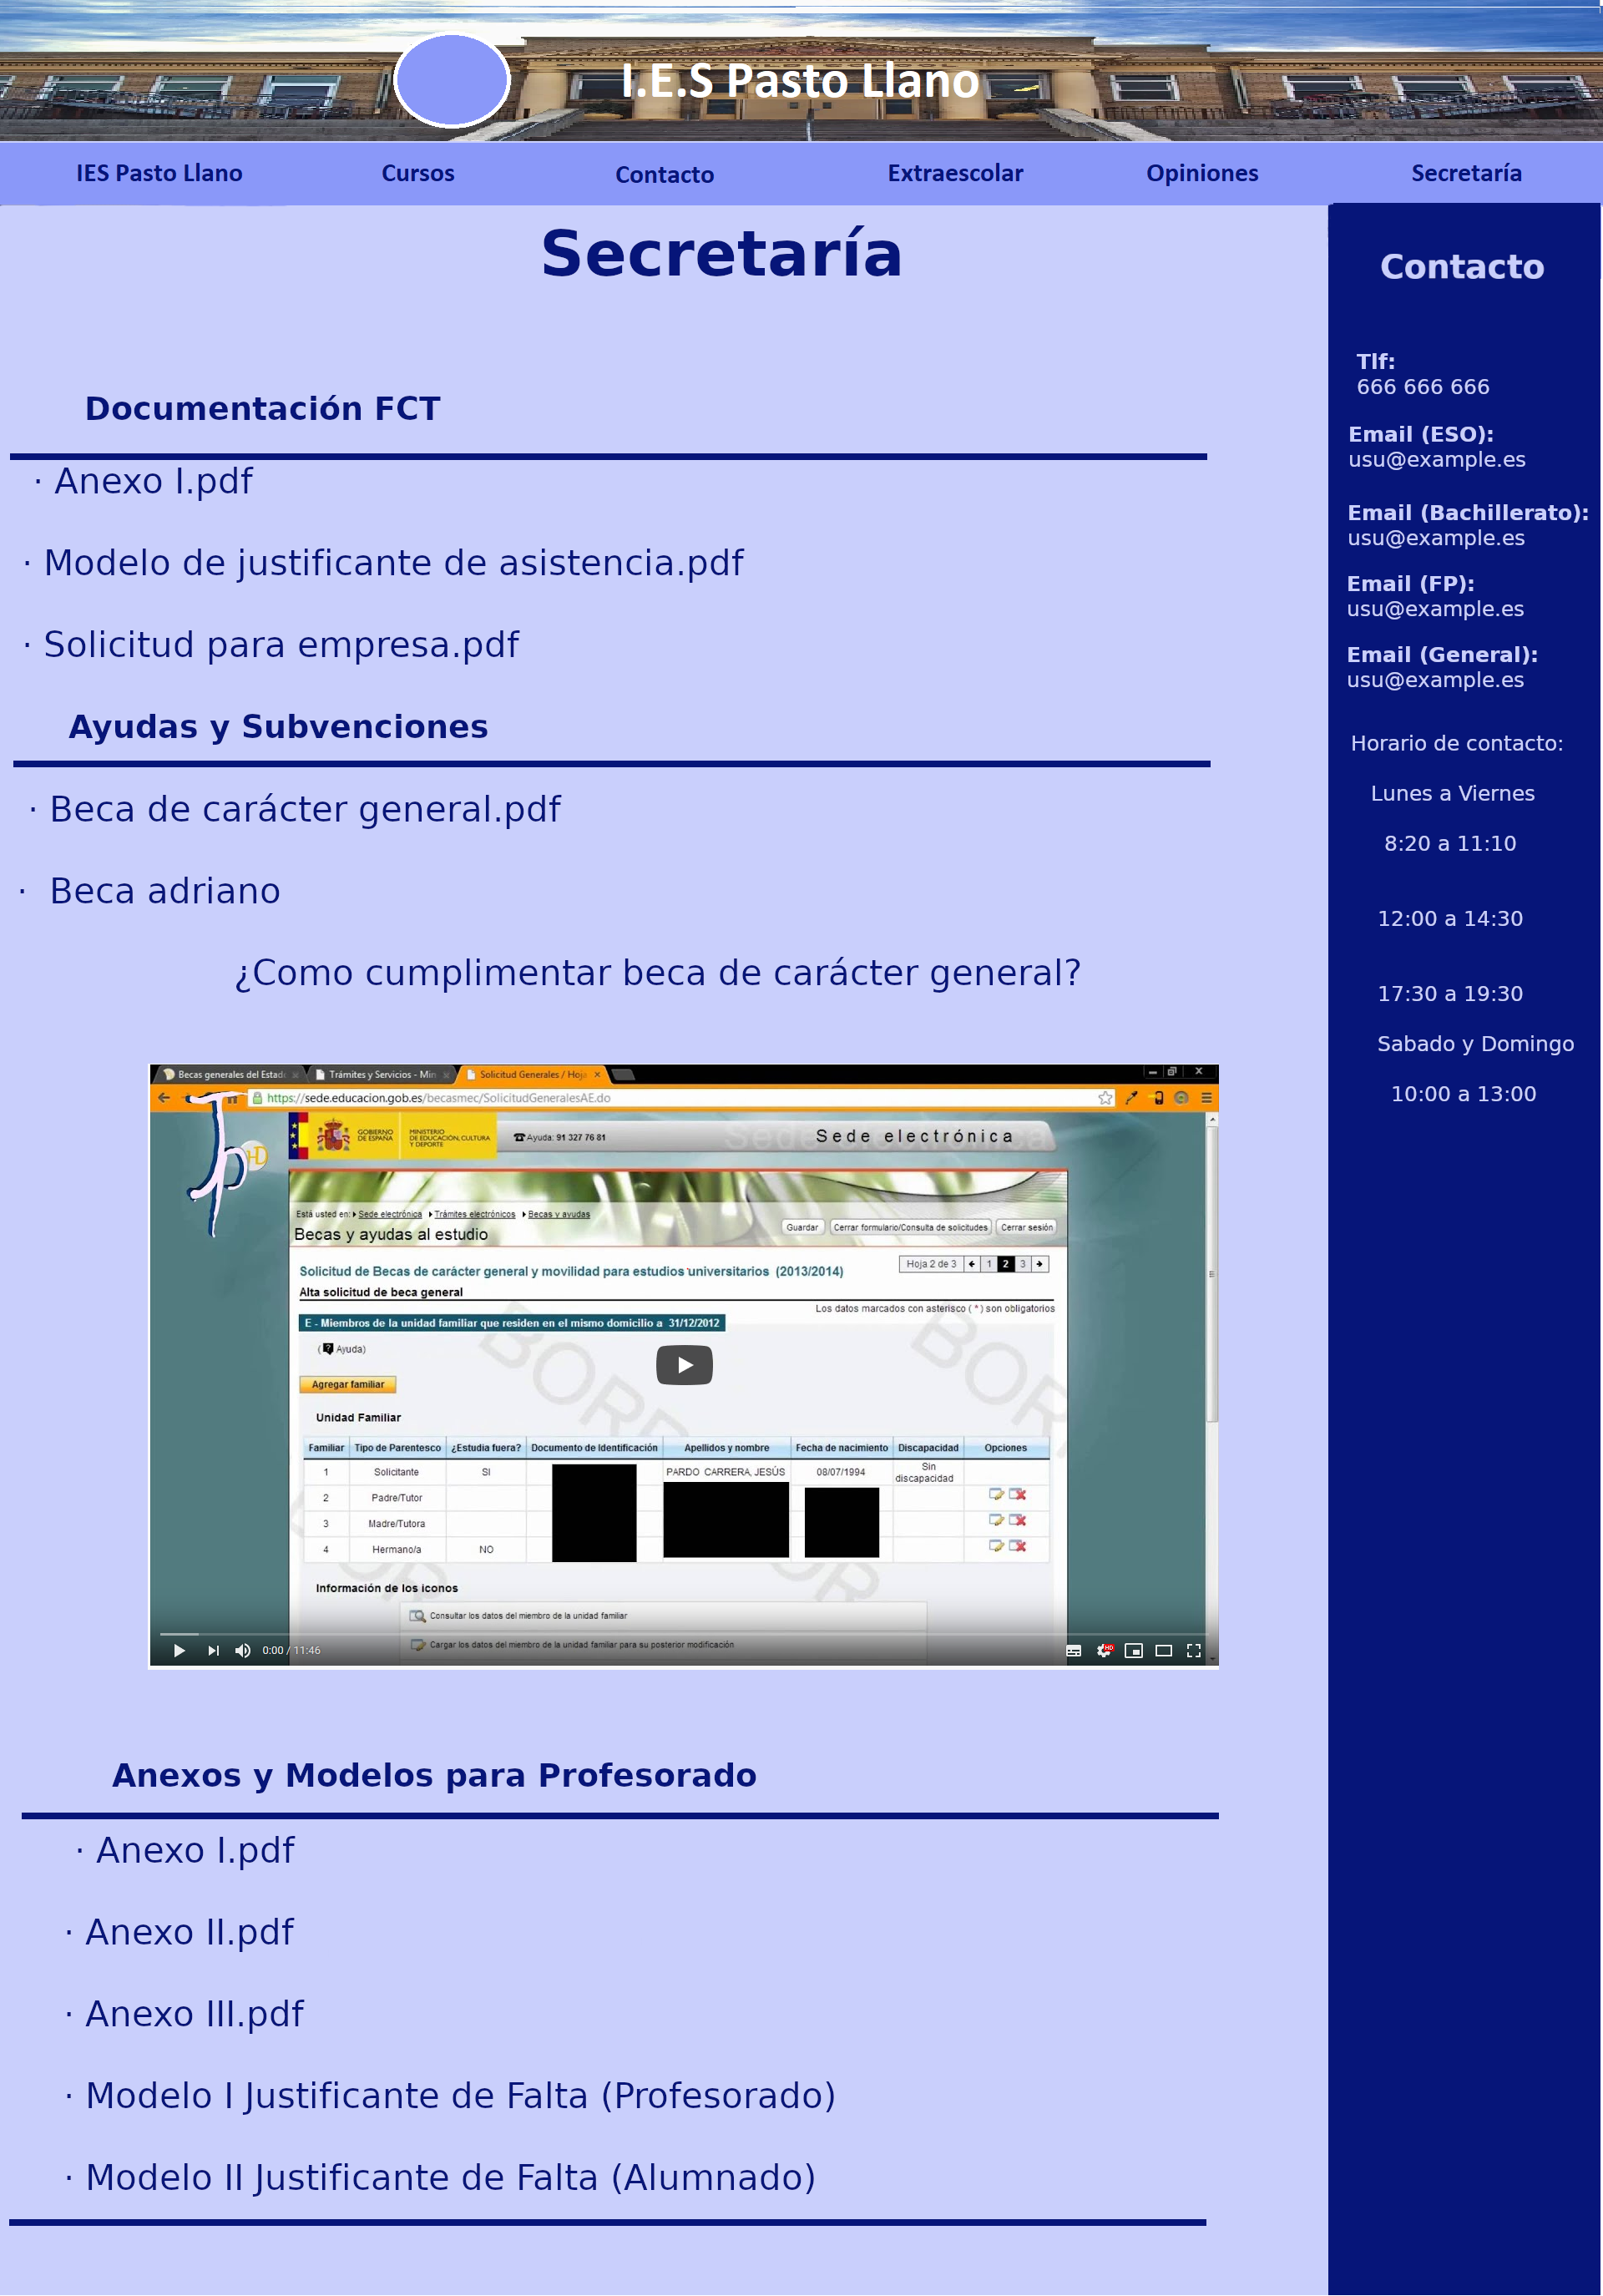 I.E.S Pasto Llano
IES Pasto Llano
Cursos
Contacto
Extraescolar
Opiniones
Secretaría
Secretaría
Documentación FCT
· Anexo I.pdf
· Modelo de justificante de asistencia.pdf
· Solicitud para empresa.pdf
Ayudas y Subvenciones
· Beca de carácter general.pdf
· Beca adriano
¿Como cumplimentar beca de carácter general?
Becas generales del Estad
Trámites y Servicios - Min
Solicitud Generales / Hoja
https://sede.educacion.gob.es/becasmec/SolicitudGeneralesAE.do
HD
GOBIERNO
DE ESPAÑA
MINISTERIO
DE EDUCACIÓN, CULTURA
Y DEPORTE
Ayuda: 91 327 76 81
Sede electrónica
Está usted en: Sede electrónica Trámites electrónicos Becas y ayudas
Becas y ayudas al estudio
Guardar
Cerrar formulario/Consulta de solicitudes
Cerrar sesión
Solicitud de Becas de carácter general y movilidad para estudios universitarios (2013/2014)
Hoja 2 de 3 1 2 3
Alta solicitud de beca general
Los datos marcados con asterisco ( * ) son obligatorios
E - Miembros de la unidad familiar que residen en el mismo domicilio a 31/12/2012
( ? Ayuda)
Agregar familiar
Unidad Familiar
Familiar Tipo de Parentesco ¿Estudia fuera? Documento de Identificación Apellidos y nombre Fecha de nacimiento Discapacidad Opciones
1 Solicitante SI PARDO CARRERA, JESÚS 08/07/1994 Sin discapacidad
2 Padre/Tutor
3 Madre/Tutora
4 Hermano/a NO
Información de los iconos
Consultar los datos del miembro de la unidad familiar
Cargar los datos del miembro de la unidad familiar para su posterior modificación
0:00 / 11:46
HD
Anexos y Modelos para Profesorado
· Anexo I.pdf
· Anexo II.pdf
· Anexo III.pdf
· Modelo I Justificante de Falta (Profesorado)
· Modelo II Justificante de Falta (Alumnado)
Contacto
Tlf:
666 666 666
Email (ESO):
usu@example.es
Email (Bachillerato):
usu@example.es
Email (FP):
usu@example.es
Email (General):
usu@example.es
Horario de contacto:
Lunes a Viernes
8:20 a 11:10
12:00 a 14:30
17:30 a 19:30
Sabado y Domingo
10:00 a 13:00